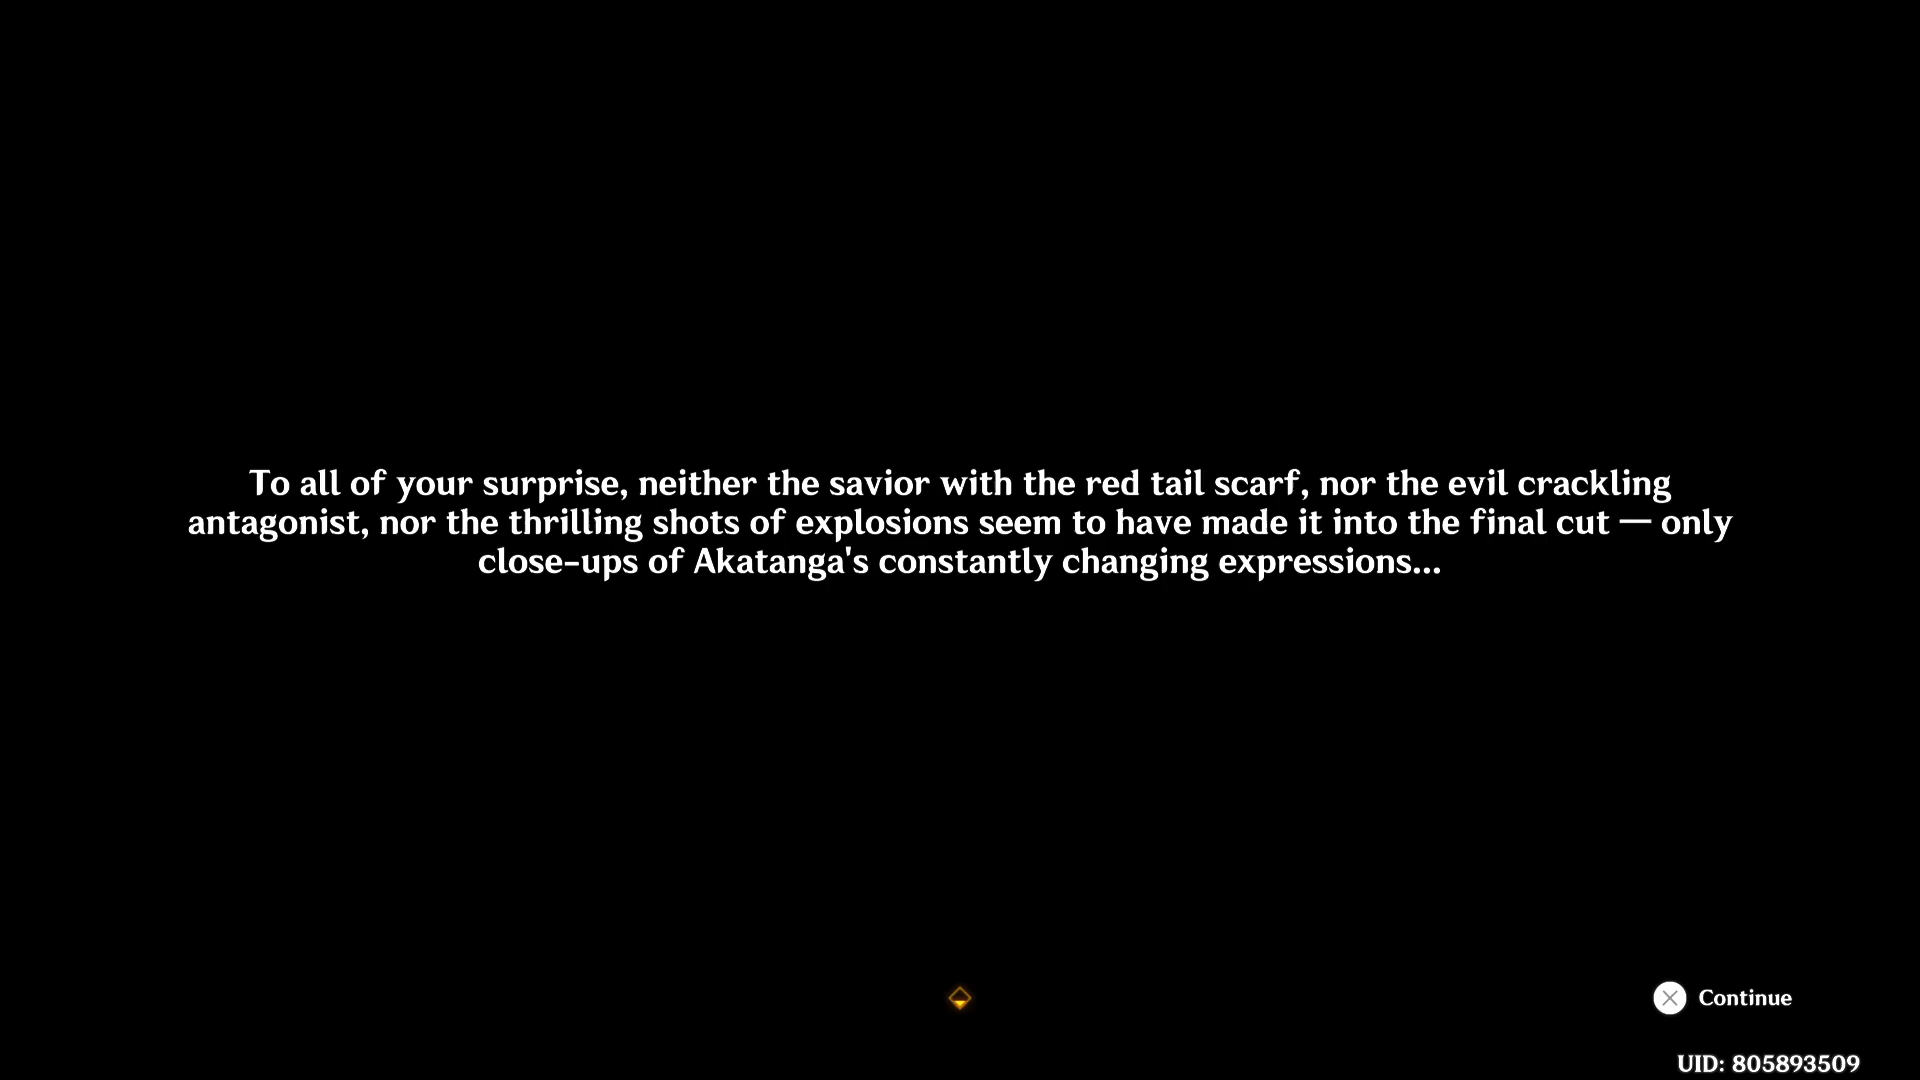 To all of your surprise, neither the savior with the red tail scarf, nor the evil crackling
antagonist, nor the thrilling shots of explosions seem to have made it into the final cut — only
close-ups of Akatanga's constantly changing expressions...
Continue
UID: 805893509